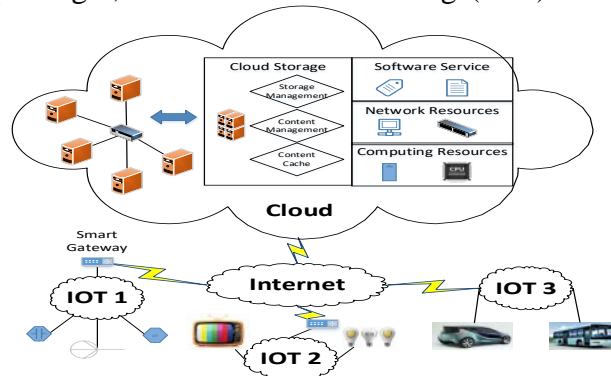 Cloud Storage
Software Service
Storage
Management
Content
Management
Network Resources
Content
Cache
Computing Resources
CPU
Cloud
Smart
Gateway
Internet
IOT 1
IOT 3
IOT 2